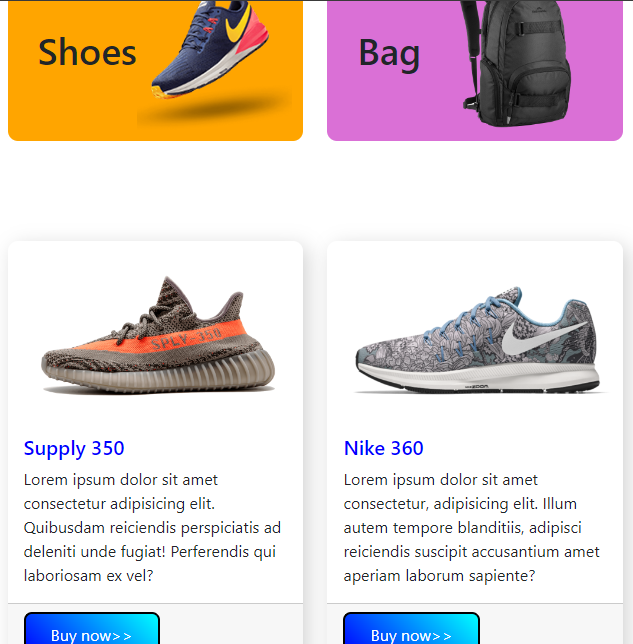 Shoes
Bag
SPLY-350
Supply 350
Lorem ipsum dolor sit amet
consectetur adipisicing elit.
Quibusdam reiciendis perspiciatis ad
deleniti unde fugiat! Perferendis qui
laboriosam ex vel?
Buy now>>
Nike 360
Lorem ipsum dolor sit amet
consectetur, adipisicing elit. Illum
autem tempore blanditiis, adipisci
reiciendis suscipit accusantium amet
aperiam laborum sapiente?
Buy now>>